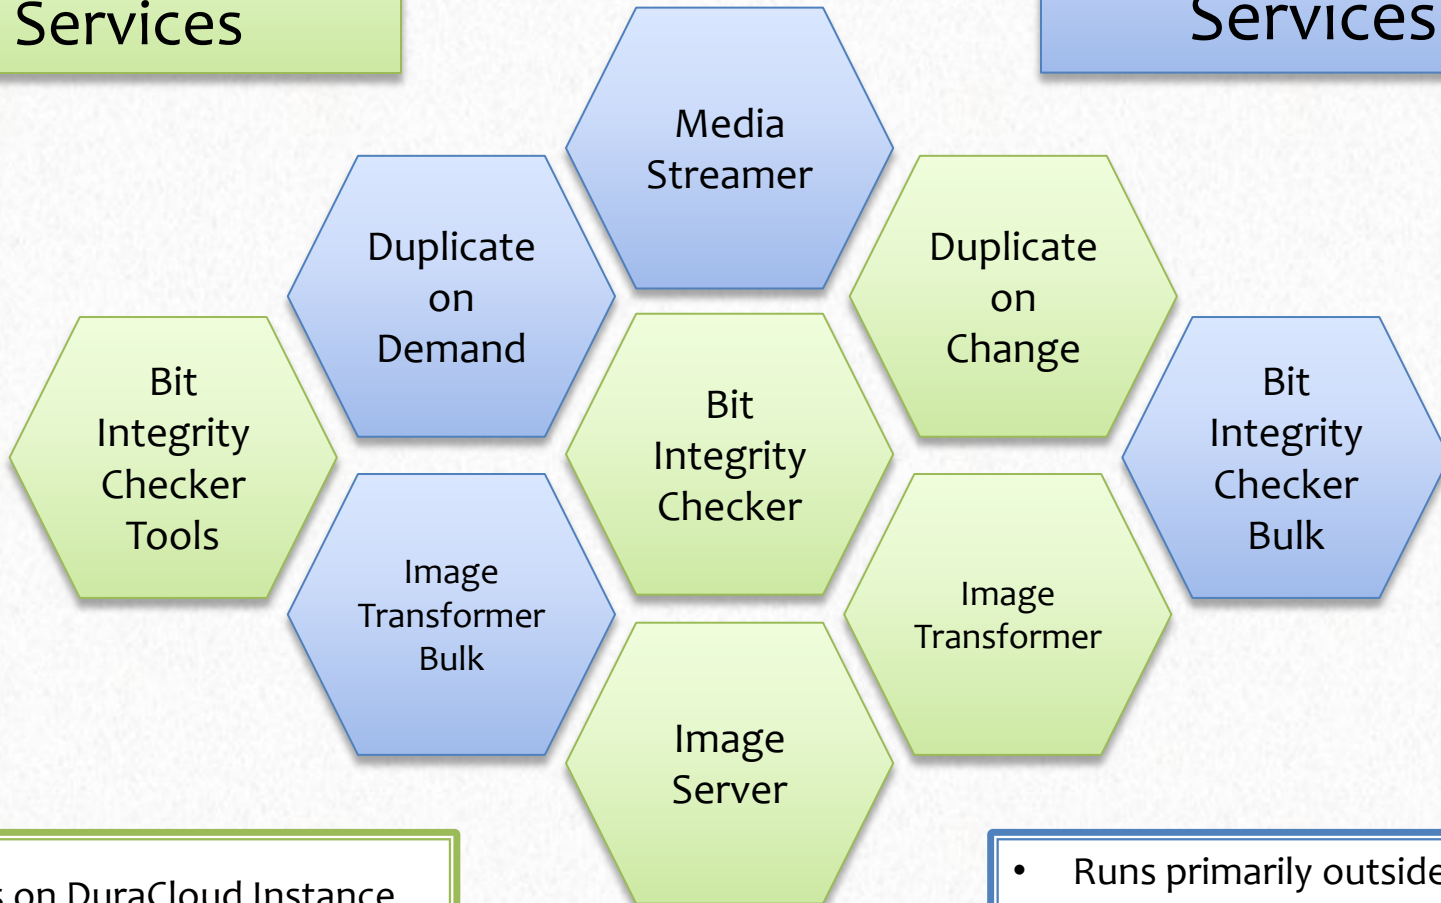 Services
Services
Media
Streamer
Duplicate
on
Demand
Duplicate
on
Change
Bit
Integrity
Checker
Tools
Bit
Integrity
Checker
Bit
Integrity
Checker
Bulk
Image
Transformer
Bulk
Image
Transformer
Image
Server
on DuraCloud Instance
• Runs primarily outside